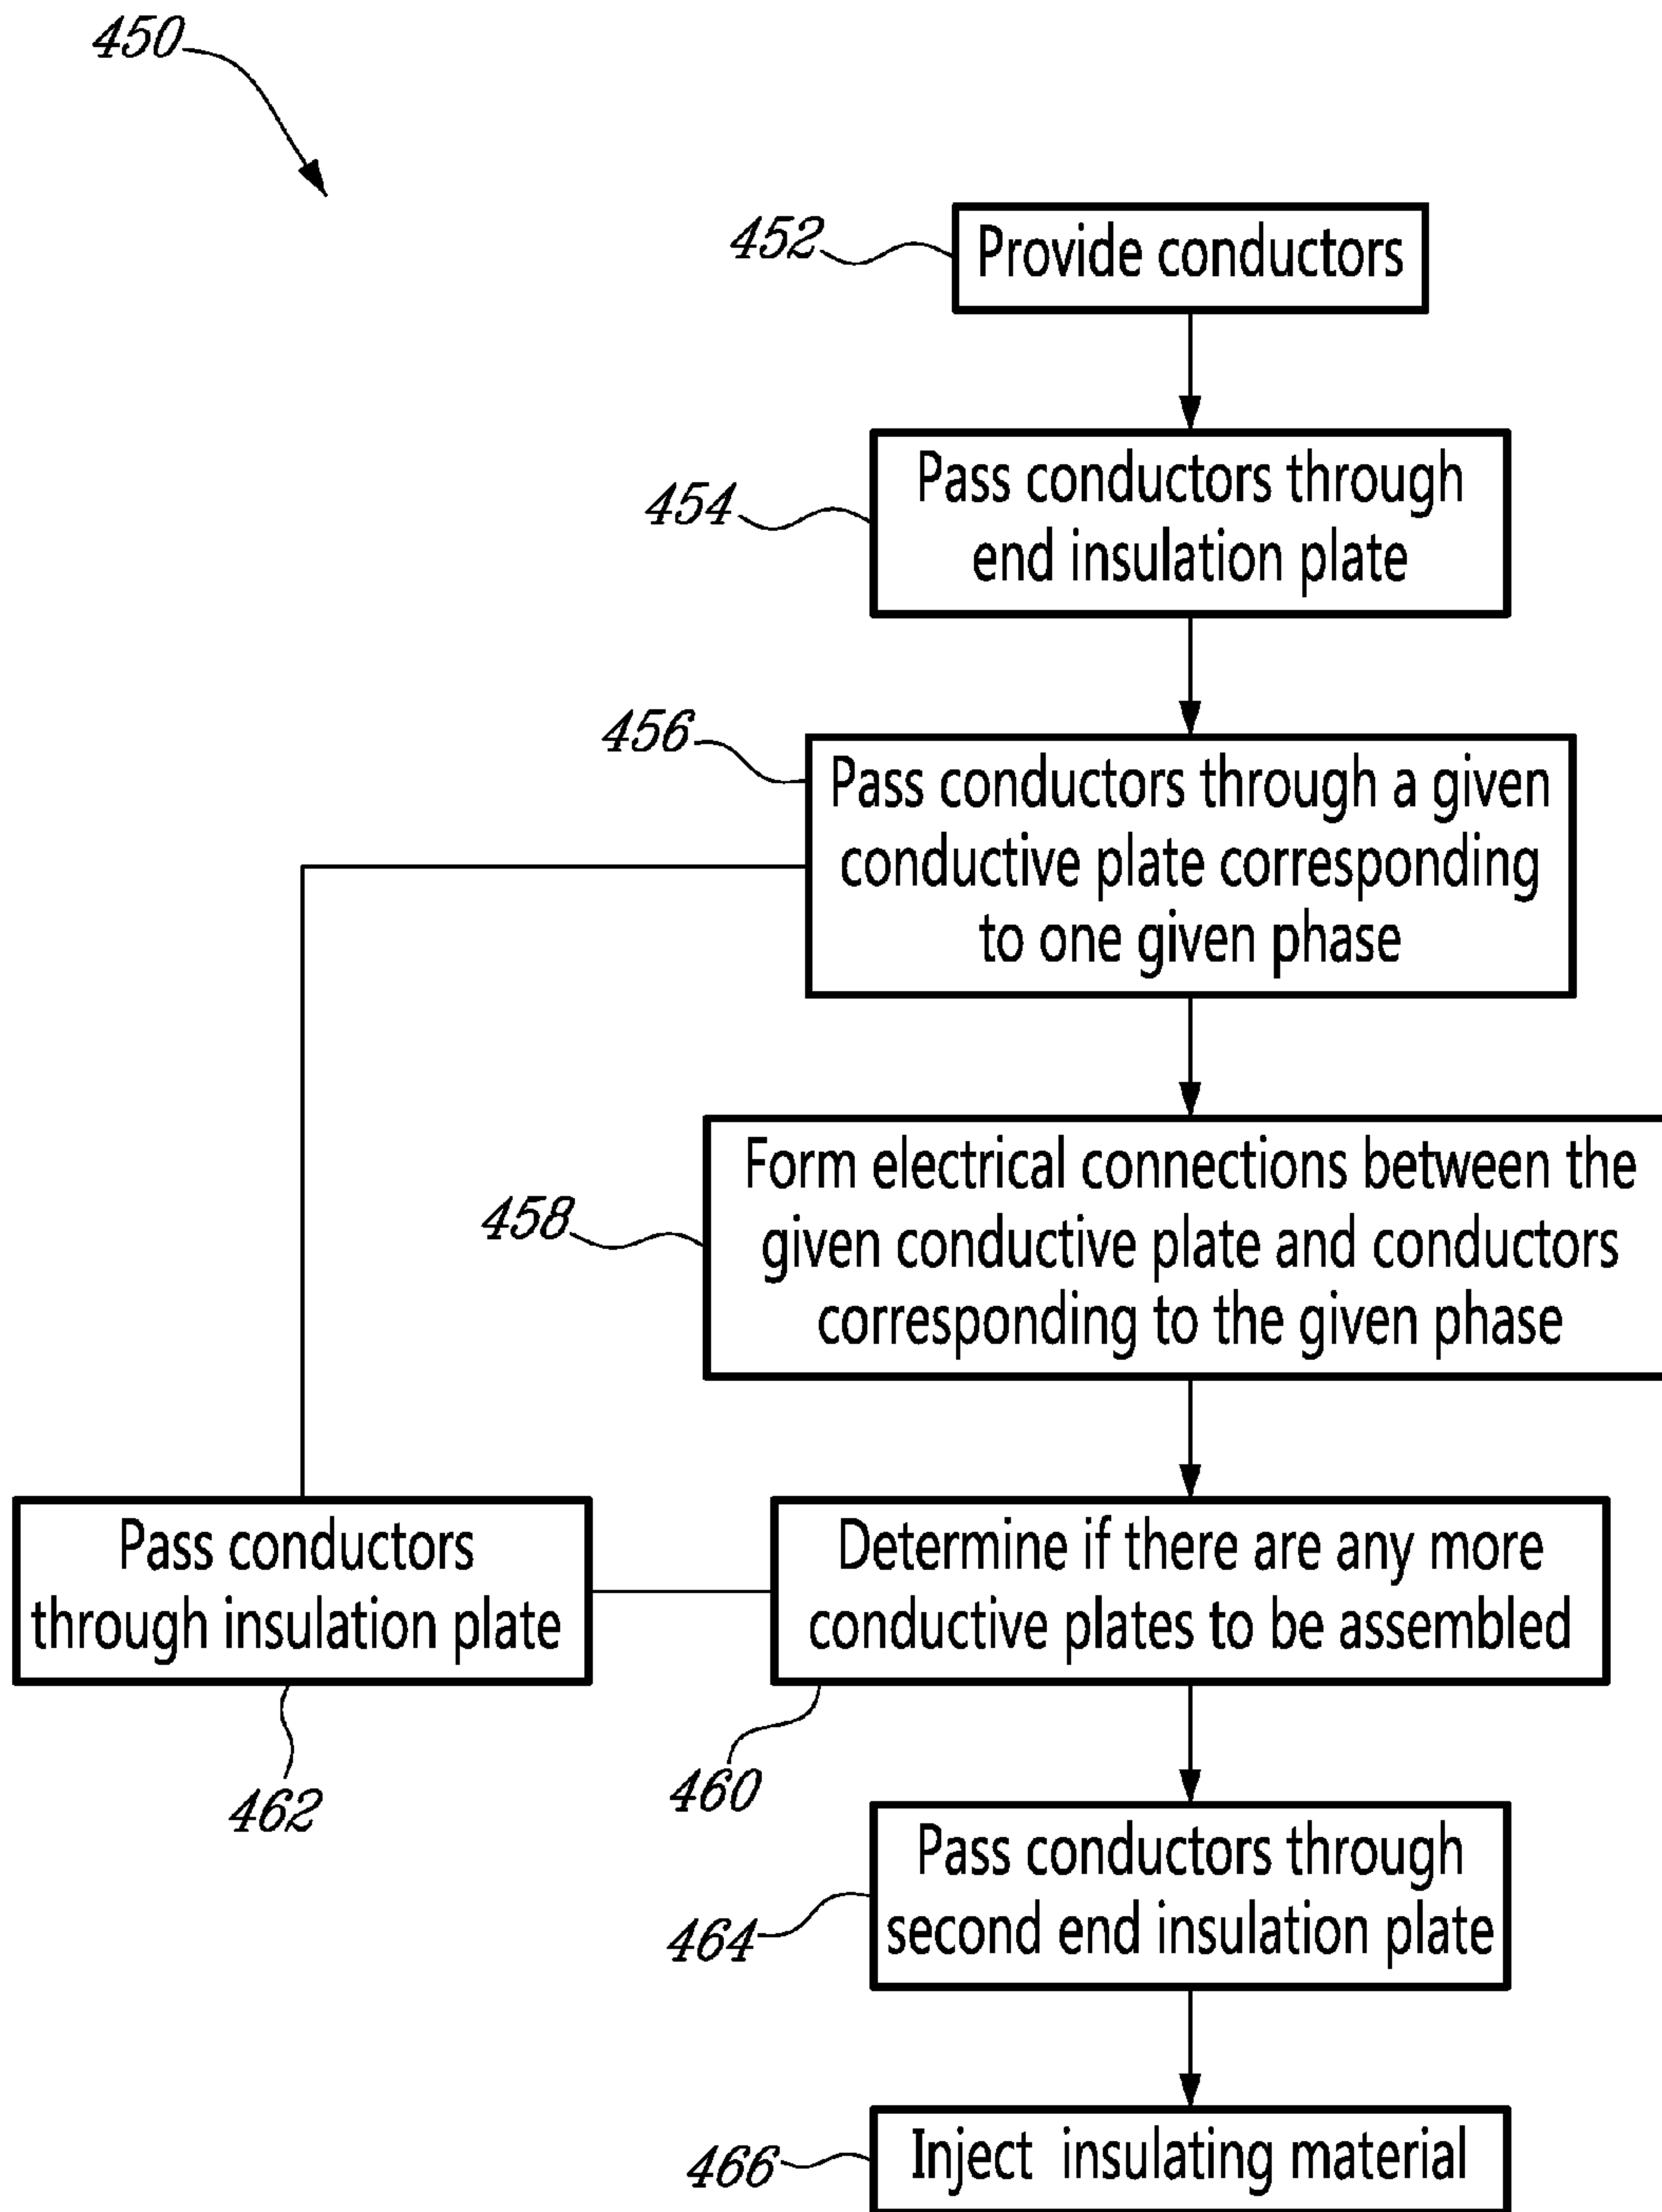 450
452
Provide conductors
454
Pass conductors through
end insulation plate
456
Pass conductors through a given
conductive plate corresponding
to one given phase
458
Form electrical connections between the
given conductive plate and conductors
corresponding to the given phase
Pass conductors
through insulation plate
462
Determine if there are any more
conductive plates to be assembled
460
464
Pass conductors through
second end insulation plate
466
Inject insulating material